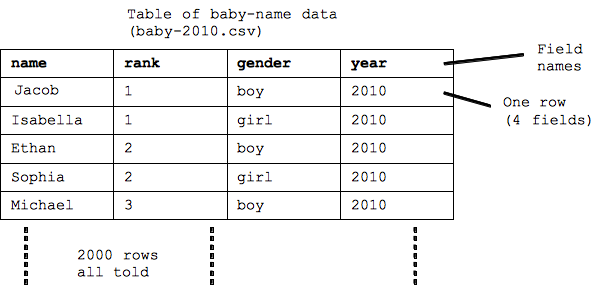 Table of baby-name data
(baby-2010.csv)
name rank gender year
Jacob 1 boy 2010
Isabella 1 girl 2010
Ethan 2 boy 2010
Sophia 2 girl 2010
Michael 3 boy 2010
Field
names
One row
(4 fields)
2000 rows
all told